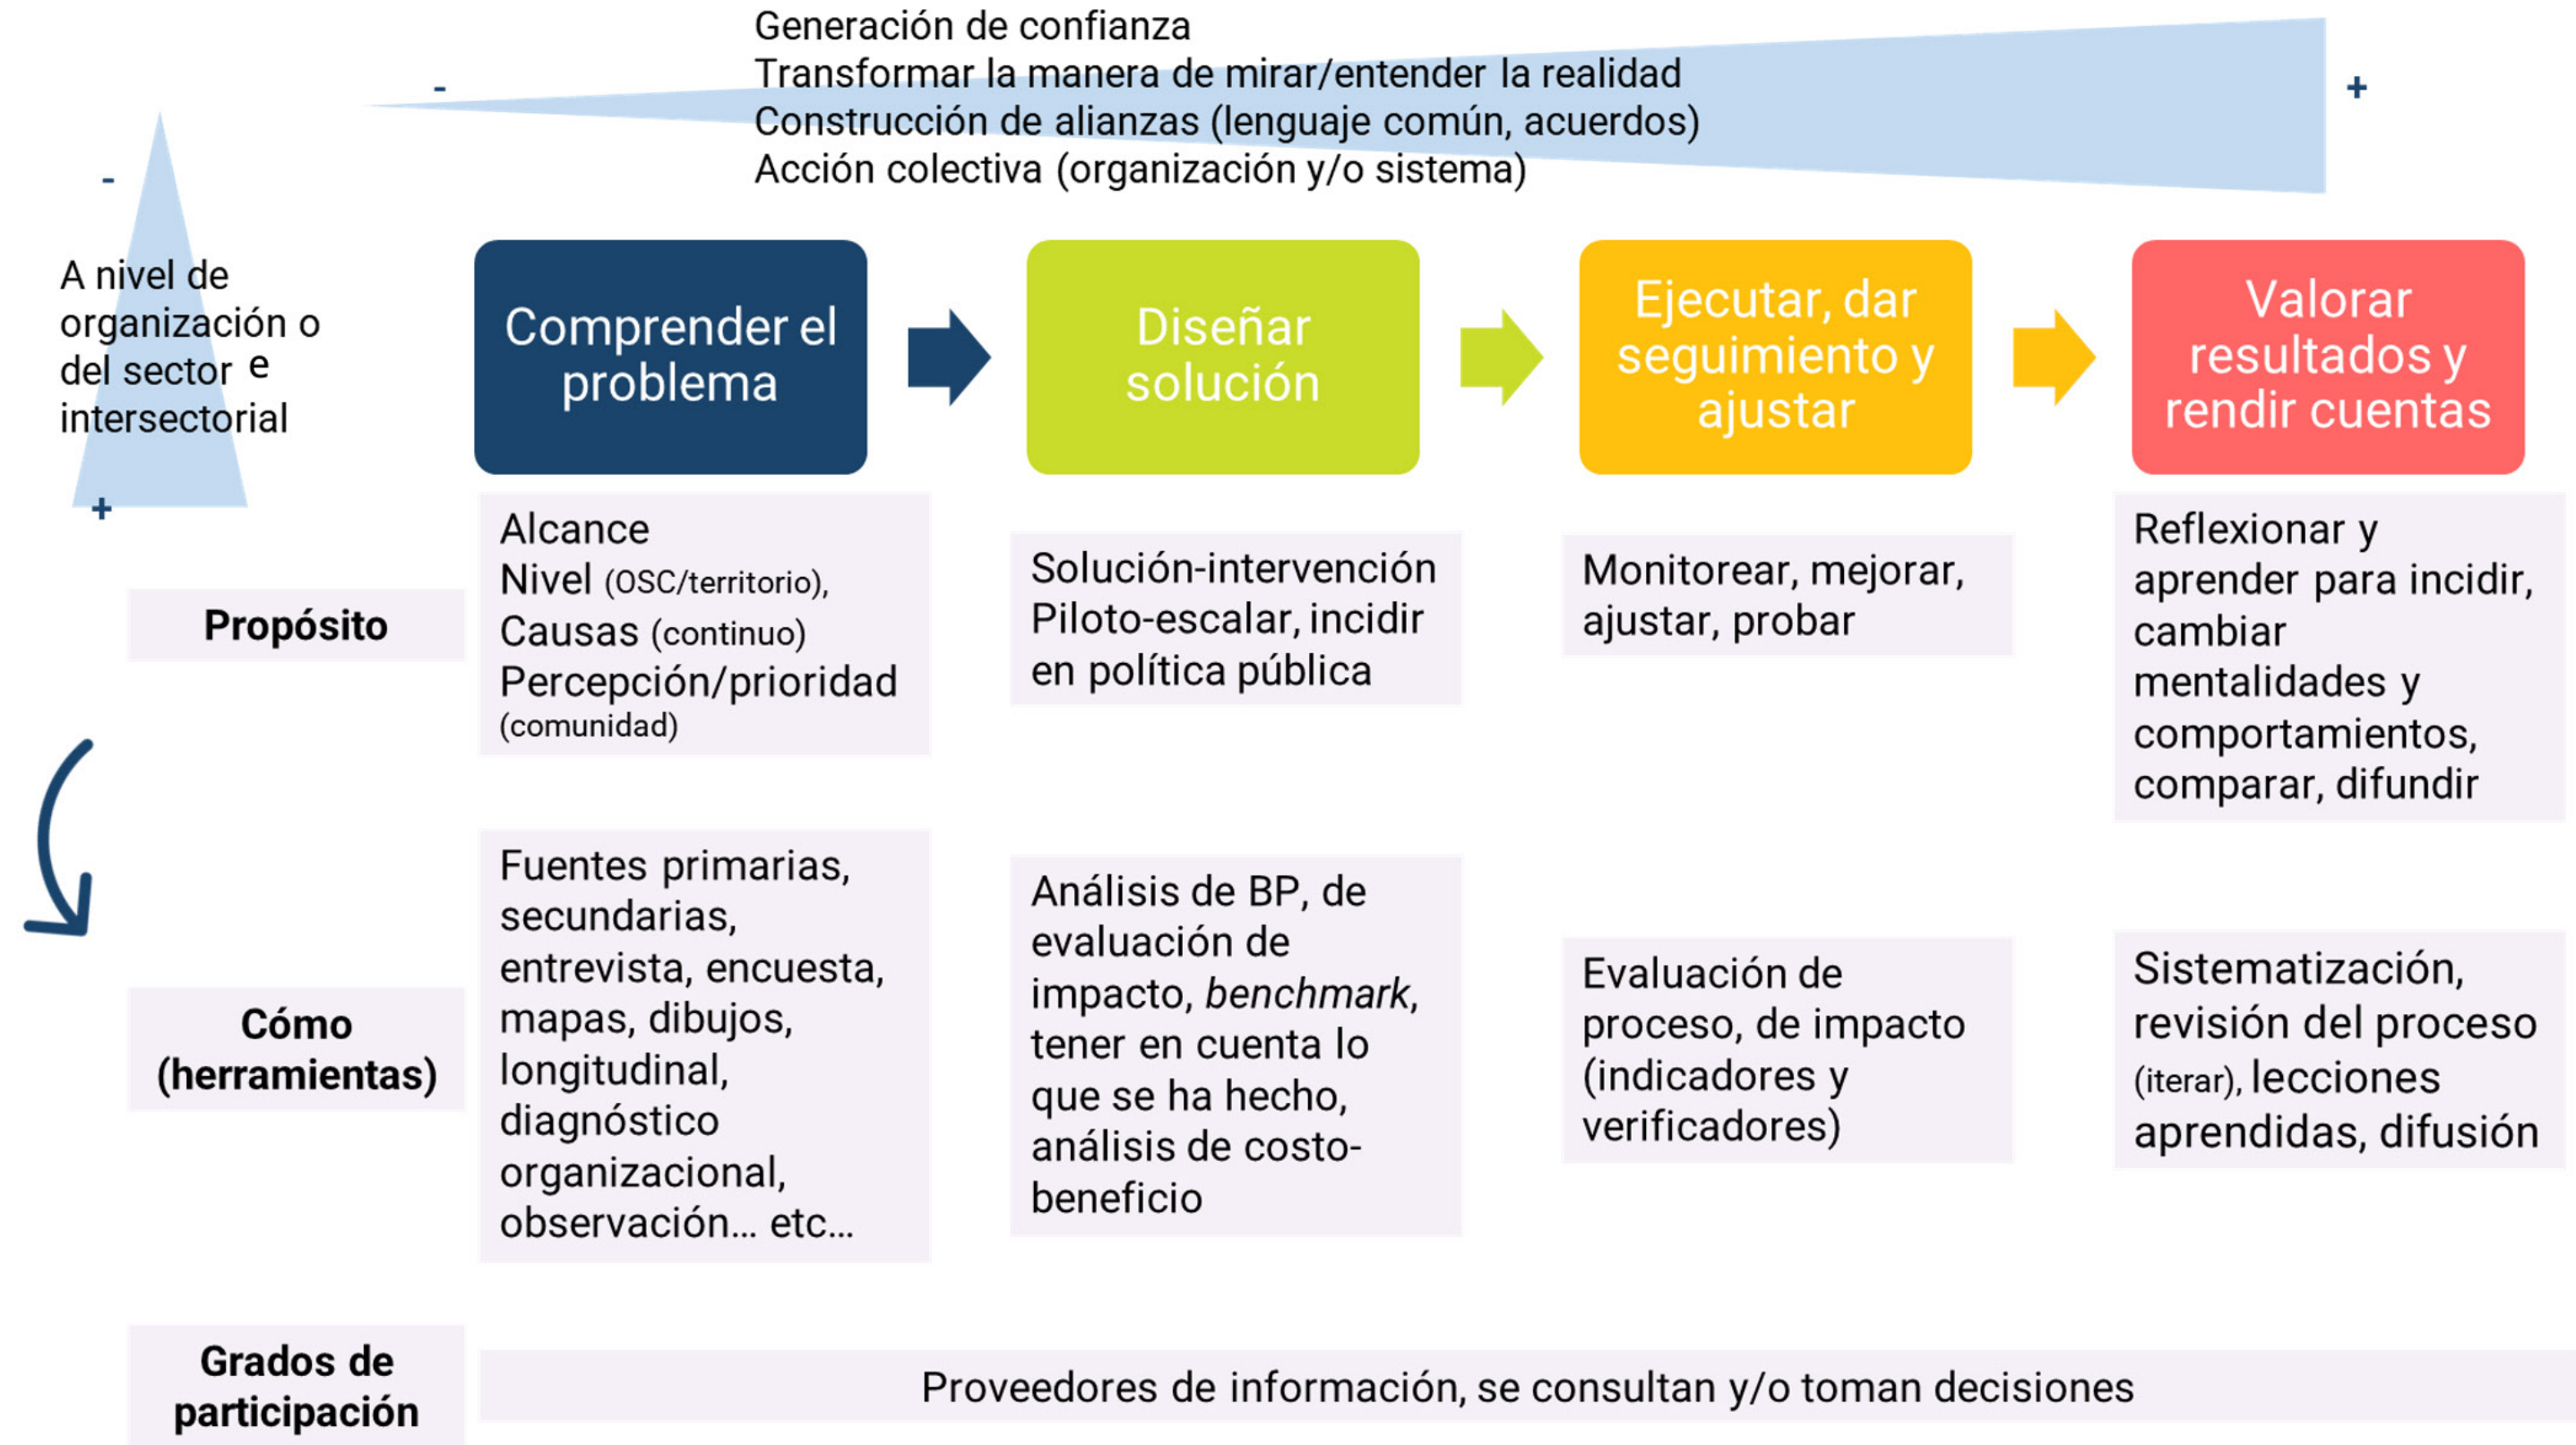 Generación de confianza
Transformar la manera de mirar/entender la realidad
Construcción de alianzas (lenguaje común, acuerdos)
Acción colectiva (organización y/o sistema)
-
+
-
A nivel de
organización o
del sector e
intersectorial
+
Comprender el
problema
Diseñar
solución
Ejecutar, dar
seguimiento y
ajustar
Valorar
resultados y
rendir cuentas
Propósito
Alcance
Nivel (OSC/territorio),
Causas (continuo)
Percepción/prioridad
(comunidad)
Solución-intervención
Piloto-escalar, incidir
en política pública
Monitorear, mejorar,
ajustar, probar
Reflexionar y
aprender para incidir,
cambiar
mentalidades y
comportamientos,
comparar, difundir
Cómo
(herramientas)
Fuentes primarias,
secundarias,
entrevista, encuesta,
mapas, dibujos,
longitudinal,
diagnóstico
organizacional,
observación... etc...
Análisis de BP, de
evaluación de
impacto, benchmark,
tener en cuenta lo
que se ha hecho,
análisis de costo-
beneficio
Evaluación de
proceso, de impacto
(indicadores y
verificadores)
Sistematización,
revisión del proceso
(iterar), lecciones
aprendidas, difusión
Grados de
participación
Proveedores de información, se consultan y/o toman decisiones